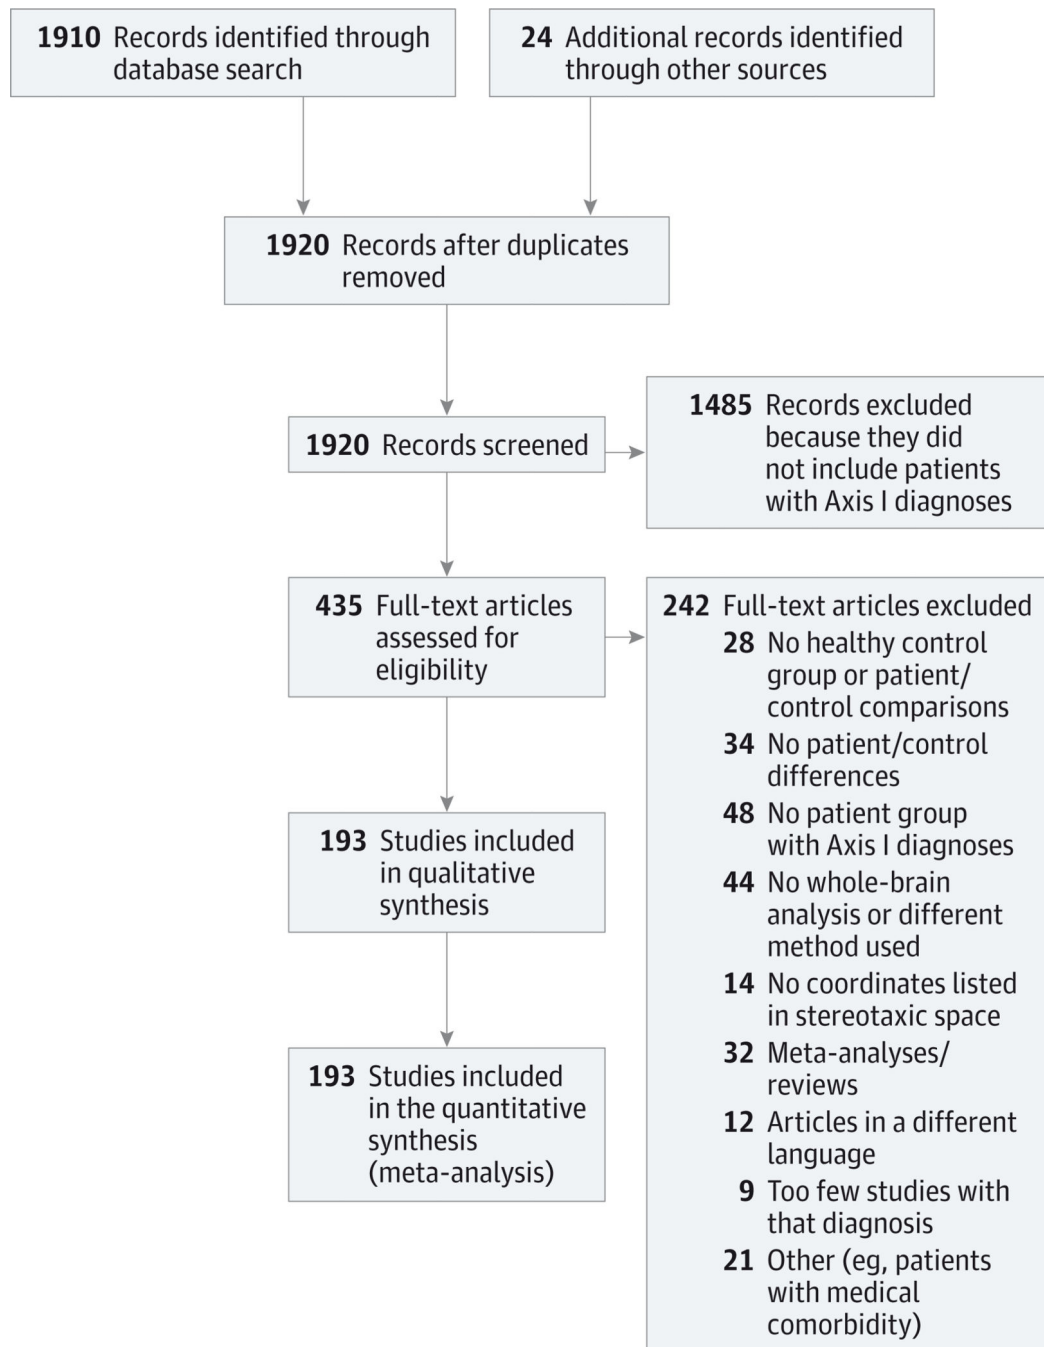 1910 Records identified through
database search
24 Additional records identified
through other sources
1920 Records after duplicates
removed
1920 Records screened
1485 Records excluded
because they did
not include patients
with Axis I diagnoses
435 Full-text articles
assessed for
eligibility
242 Full-text articles excluded
28 No healthy control
group or patient/
control comparisons
34 No patient/control
differences
48 No patient group
with Axis I diagnoses
44 No whole-brain
analysis or different
method used
14 No coordinates listed
in stereotaxic space
32 Meta-analyses/
reviews
12 Articles in a different
language
9 Too few studies with
that diagnosis
21 Other (eg, patients
with medical
comorbidity)
193 Studies included
in qualitative
synthesis
193 Studies included
in the quantitative
synthesis
(meta-analysis)